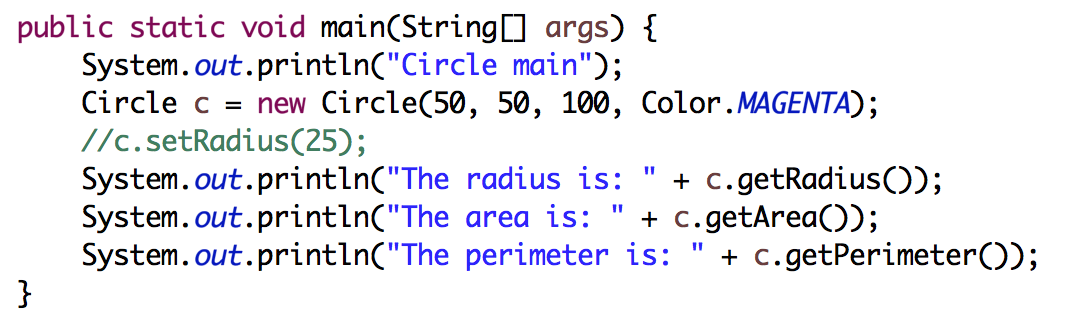 public static void main(String[] args) {
    System.out.println("Circle main");
    Circle c = new Circle(50, 50, 100, Color.MAGENTA);
    //c.setRadius(25);
    System.out.println("The radius is: " + c.getRadius());
    System.out.println("The area is: " + c.getArea());
    System.out.println("The perimeter is: " + c.getPerimeter());
}